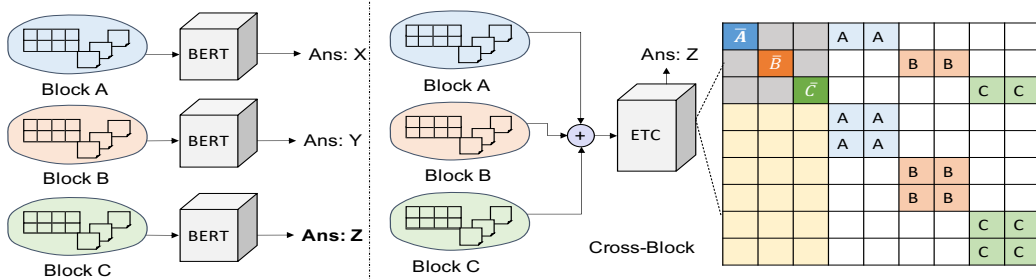 BERT
Ans: X
Block A
BERT
Ans: Y
Block B
BERT
Ans: Z
Block C
Block A
Block B
Block C
+
ETC
Ans: Z
Cross-Block
A̅ A A
B̅ B B
C̅ C C
A A
A A
B B
B B
C C
C C